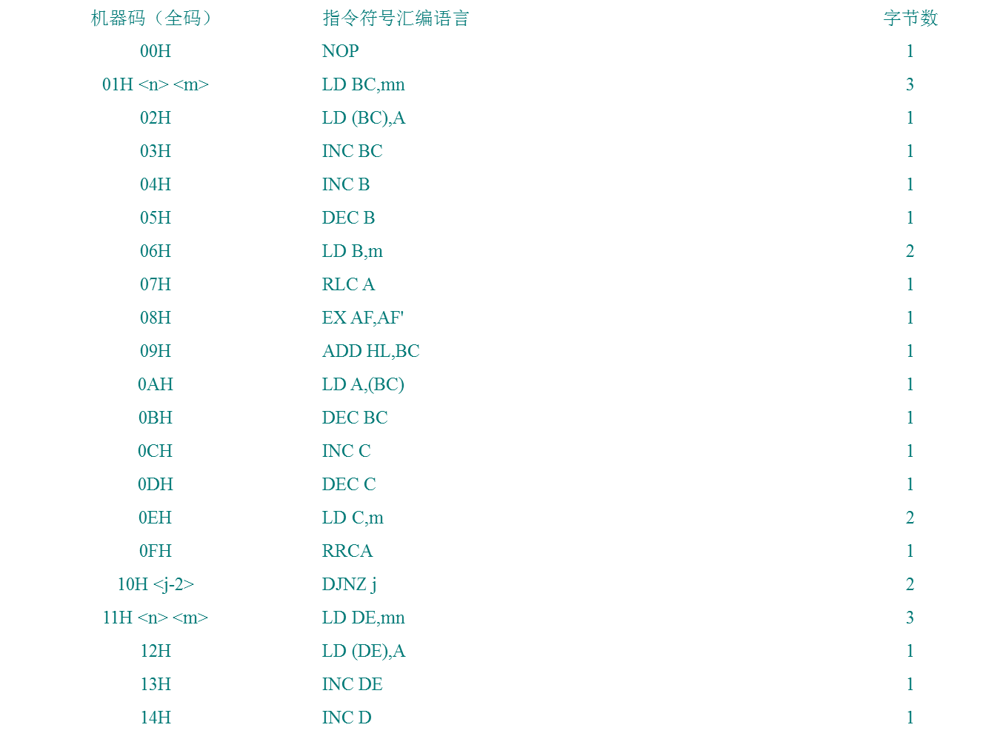 机器码（全码） 指令符号汇编语言 字节数
00H NOP 1
01H <n> <m> LD BC,mn 3
02H LD (BC),A 1
03H INC BC 1
04H INC B 1
05H DEC B 1
06H LD B,m 2
07H RLC A 1
08H EX AF,AF' 1
09H ADD HL,BC 1
0AH LD A,(BC) 1
0BH DEC BC 1
0CH INC C 1
0DH DEC C 1
0EH LD C,m 2
0FH RRCA 1
10H <j-2> DJNZ j 2
11H <n> <m> LD DE,mn 3
12H LD (DE),A 1
13H INC DE 1
14H INC D 1